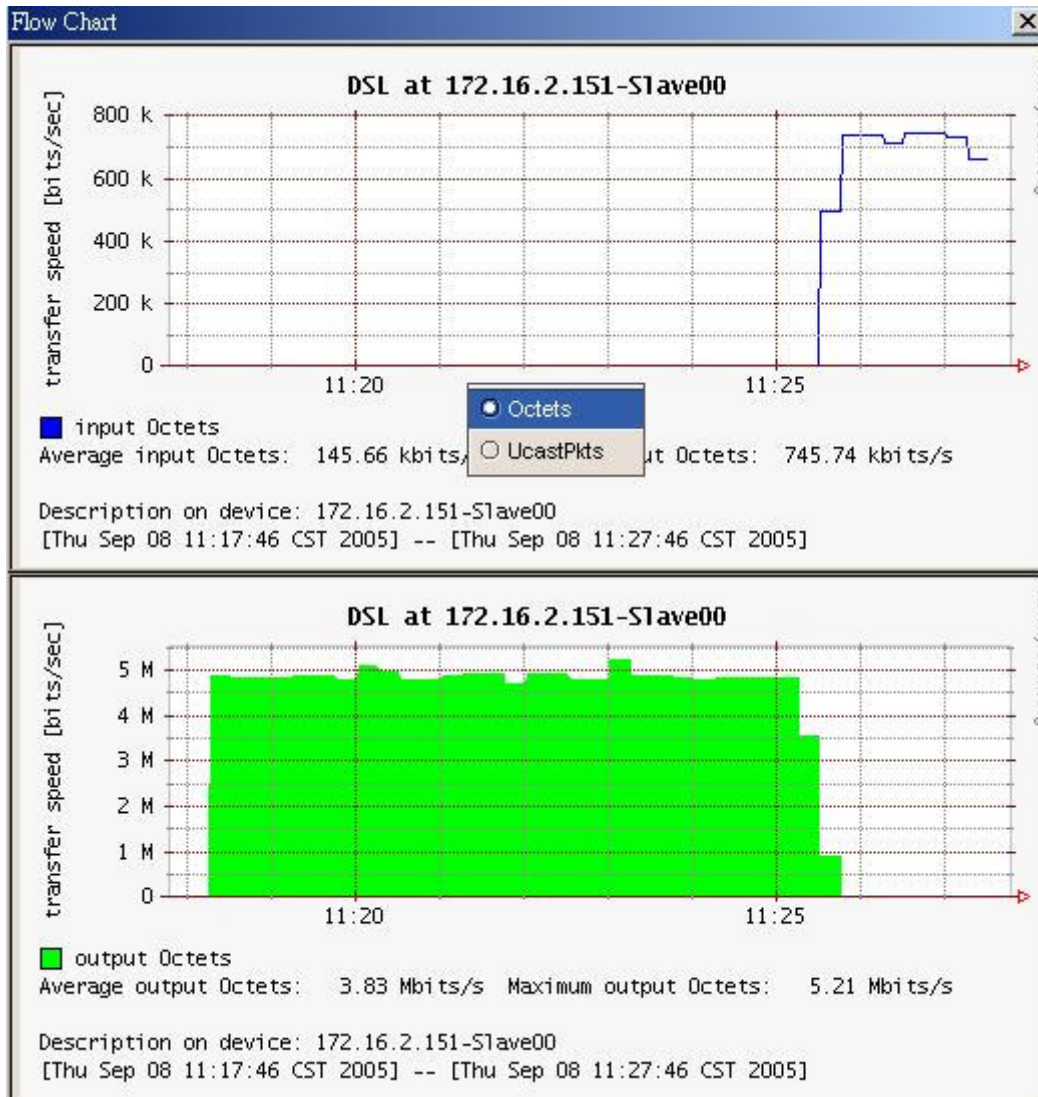 Flow Chart
DSL at 172.16.2.151-Slave00
transfer speed [bits/sec]
800 k
600 k
400 k
200 k
0
11:20 11:25
Octets
UcastPkts
input Octets
Average input Octets: 145.66 kbits/ ut Octets: 745.74 kbits/s
Description on device: 172.16.2.151-Slave00
[Thu Sep 08 11:17:46 CST 2005] -- [Thu Sep 08 11:27:46 CST 2005]
DSL at 172.16.2.151-Slave00
transfer speed [bits/sec]
5 M
4 M
3 M
2 M
1 M
0
11:20 11:25
output Octets
Average output Octets: 3.83 Mbits/s Maximum output Octets: 5.21 Mbits/s
Description on device: 172.16.2.151-Slave00
[Thu Sep 08 11:17:46 CST 2005] -- [Thu Sep 08 11:27:46 CST 2005]